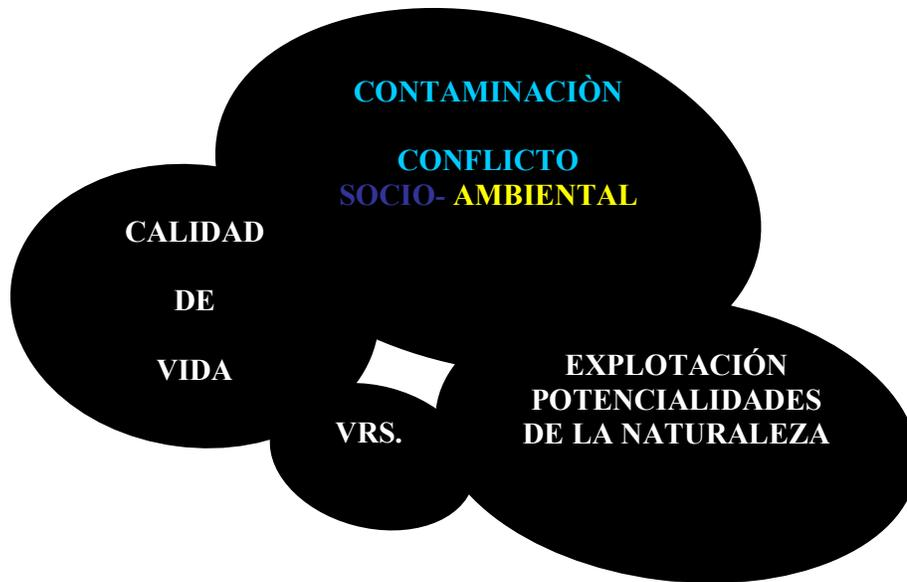 CONTAMINACIÒN
CONFLICTO
SOCIO- AMBIENTAL
CALIDAD
DE
VIDA
VRS.
EXPLOTACIÓN
POTENCIALIDADES
DE LA NATURALEZA